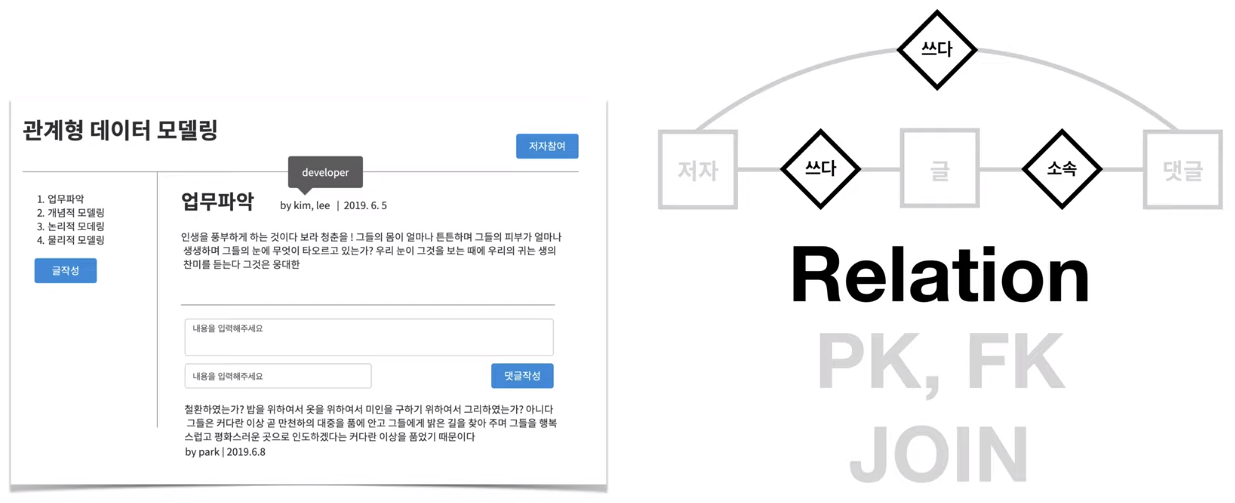 관계형 데이터 모델링
저자참여
developer
1. 업무파악
2. 개념적 모델링
3. 논리적 모데링
4. 물리적 모델링
글작성
업무파악
by kim, lee | 2019. 6. 5
인생을 풍부하게 하는 것이다 보라 청춘을 ! 그들의 몸이 얼마나 튼튼하며 그들의 피부가 얼마나
생생하며 그들의 눈에 무엇이 타오르고 있는가? 우리 눈이 그것을 보는 때에 우리의 귀는 생의
찬미를 듣는다 그것은 웅대한
내용을 입력해주세요
내용을 입력해주세요
댓글작성
철환하였는가? 밥을 위하여서 옷을 위하여서 미인을 구하기 위하여서 그리하였는가? 아니다
그들은 커다란 이상 곧 만천하의 대중을 품에 안고 그들에게 밝은 길을 찾아 주며 그들을 행복
스럽고 평화스러운 곳으로 인도하겠다는 커다란 이상을 품었기 때문이다
by park | 2019.6.8
쓰다
저자
쓰다
글
소속
댓글
Relation
PK, FK
JOIN